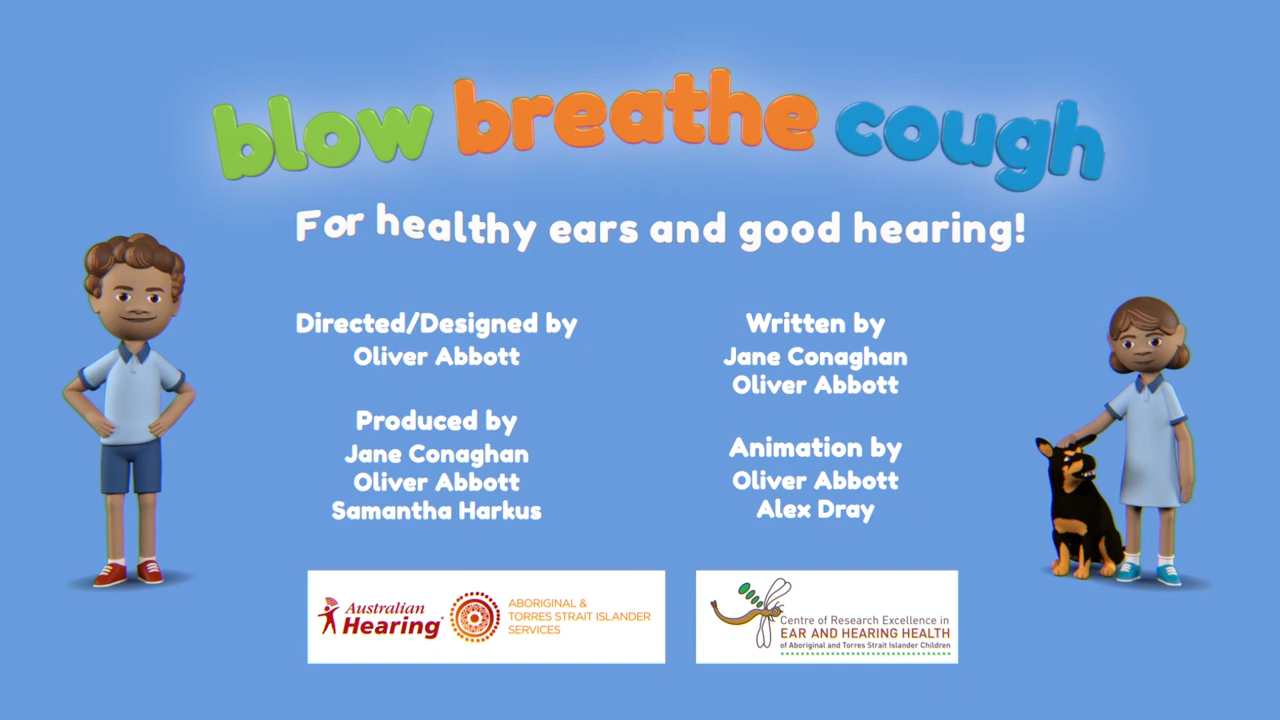 blow breathe cough
For healthy ears and good hearing!
Directed/Designed by
Oliver Abbott
Produced by
Jane Conaghan
Oliver Abbott
Samantha Harkus
Written by
Jane Conaghan
Oliver Abbott
Animation by
Oliver Abbott
Alex Dray
Australian
Hearing
ABORIGINAL &
TORRES STRAIT ISLANDER
SERVICES
Centre of Research Excellence in
EAR AND HEARING HEALTH
of Aboriginal and Torres Strait Islander Children